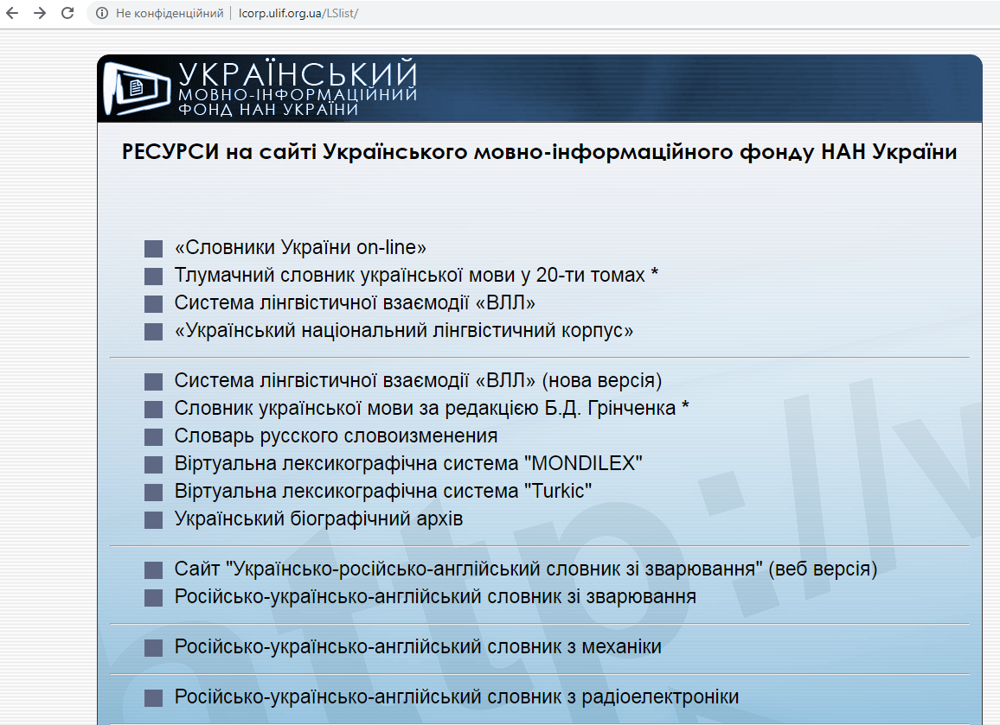 Не конфіденційний lcorp.ulif.org.ua/LSlist/
УКРАЇНСЬКИЙ
МОВНО-ІНФОРМАЦІЙНИЙ
ФОНД НАН УКРАЇНИ
РЕСУРСИ на сайті Українського мовно-інформаційного фонду НАН України
«Словники України on-line»
Тлумачний словник української мови у 20-ти томах *
Система лінгвістичної взаємодії «ВЛЛ»
«Український національний лінгвістичний корпус»
Система лінгвістичної взаємодії «ВЛЛ» (нова версія)
Словник української мови за редакцією Б.Д. Грінченка *
Словарь русского словоизменения
Віртуальна лексикографічна система "MONDILEX"
Віртуальна лексикографічна система "Turkic"
Український біографічний архів
Сайт "Українсько-російсько-англійський словник зі зварювання" (веб версія)
Російсько-українсько-англійський словник зі зварювання
Російсько-українсько-англійський словник з механіки
Російсько-українсько-англійський словник з радіоелектроніки